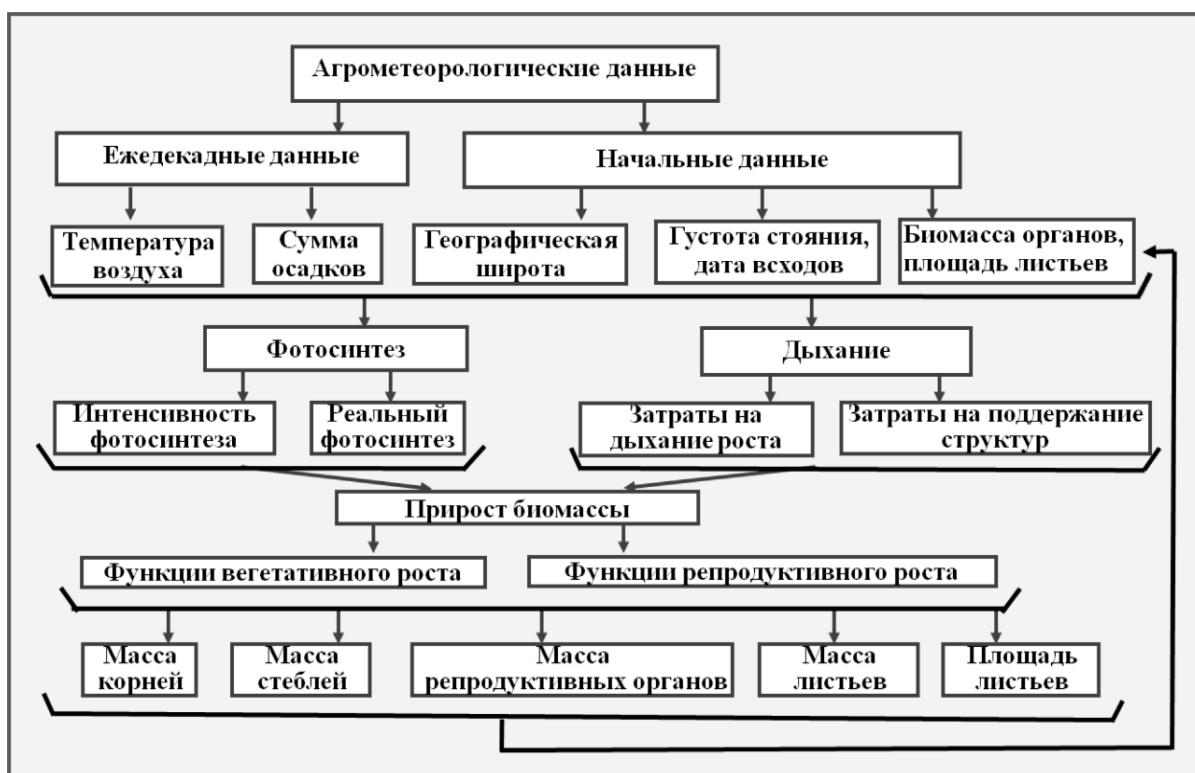 Агрометеорологические данные
Ежедекадные данные
Начальные данные
Температура
воздуха
Сумма
осадков
Географическая
широта
Густота стояния,
дата всходов
Биомасса органов,
площадь листьев
Фотосинтез
Дыхание
Интенсивность
фотосинтеза
Реальный
фотосинтез
Затраты на
дыхание роста
Затраты на поддержание
структур
Прирост биомассы
Функции вегетативного роста
Функции репродуктивного роста
Масса
корней
Масса
стеблей
Масса
репродуктивных органов
Масса
листьев
Площадь
листьев